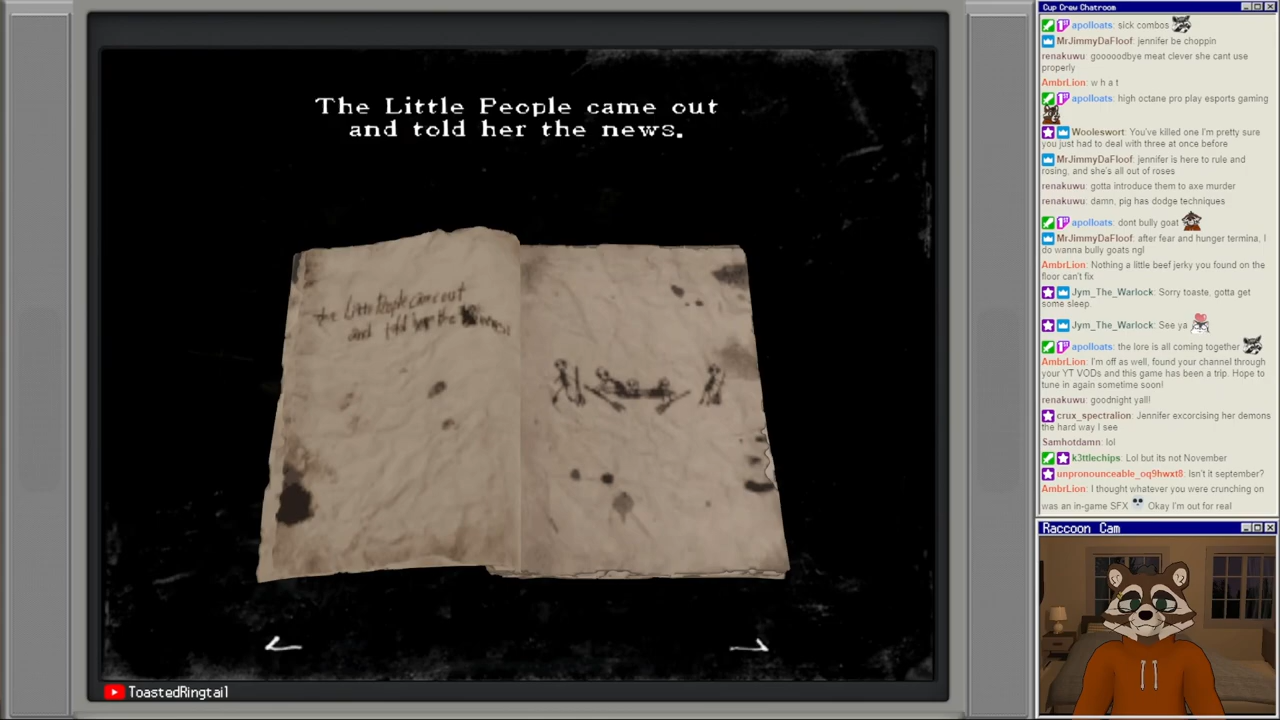 The Little People came out
and told her the news.
People came out
and told her the
ToastedRingtail
Cup Crew Chatroom
apolloats: sick combos
MrJimmyDaFloof: jennifer be choppin
renakuwu: gooooodbye meat clever she cant use
properly
AmbrLion: w h a t
apolloats: high octane pro play esports gaming
Wooleswort: You've killed one I'm pretty sure
you just had to deal with three at once before
MrJimmyDaFloof: jennifer is here to rule and
rosing, and she's all out of roses
renakuwu: gotta introduce them to axe murder
renakuwu: damn, pig has dodge techniques
apolloats: dont bully goat
MrJimmyDaFloof: after fear and hunger termina, I
do wanna bully goats ngl
AmbrLion: Nothing a little beef jerky you found on the
floor can't fix
Jym_The_Warlock: Sorry toaste, gotta get
some sleep.
Jym_The_Warlock: See ya
apolloats: the lore is all coming together
AmbrLion: I'm off as well, found your channel through
your YT VODs and this game has been a trip. Hope to
tune in again sometime soon!
renakuwu: goodnight yall!
crux_spectralion: Jennifer excorcising her demons
the hard way I see
Samhotdamn: lol
k3ttlechips: Lol but its not November
unpronounceable_oq9hwxt8: Isn't it september?
AmbrLion: I thought whatever you were crunching on
was an in-game SFX Okay I'm out for real
Raccoon Cam